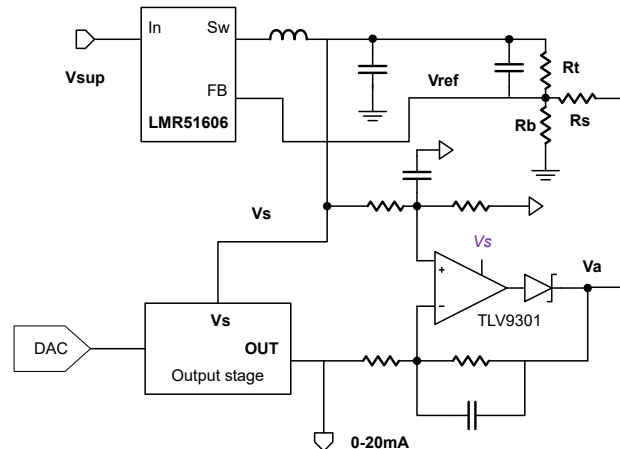 In
Sw
Vsup
FB
LMR51606
Vref
Rt
Rb
Rs
Vs
Vs
+
−
TLV9301
Va
DAC
Vs
OUT
Output stage
0-20mA